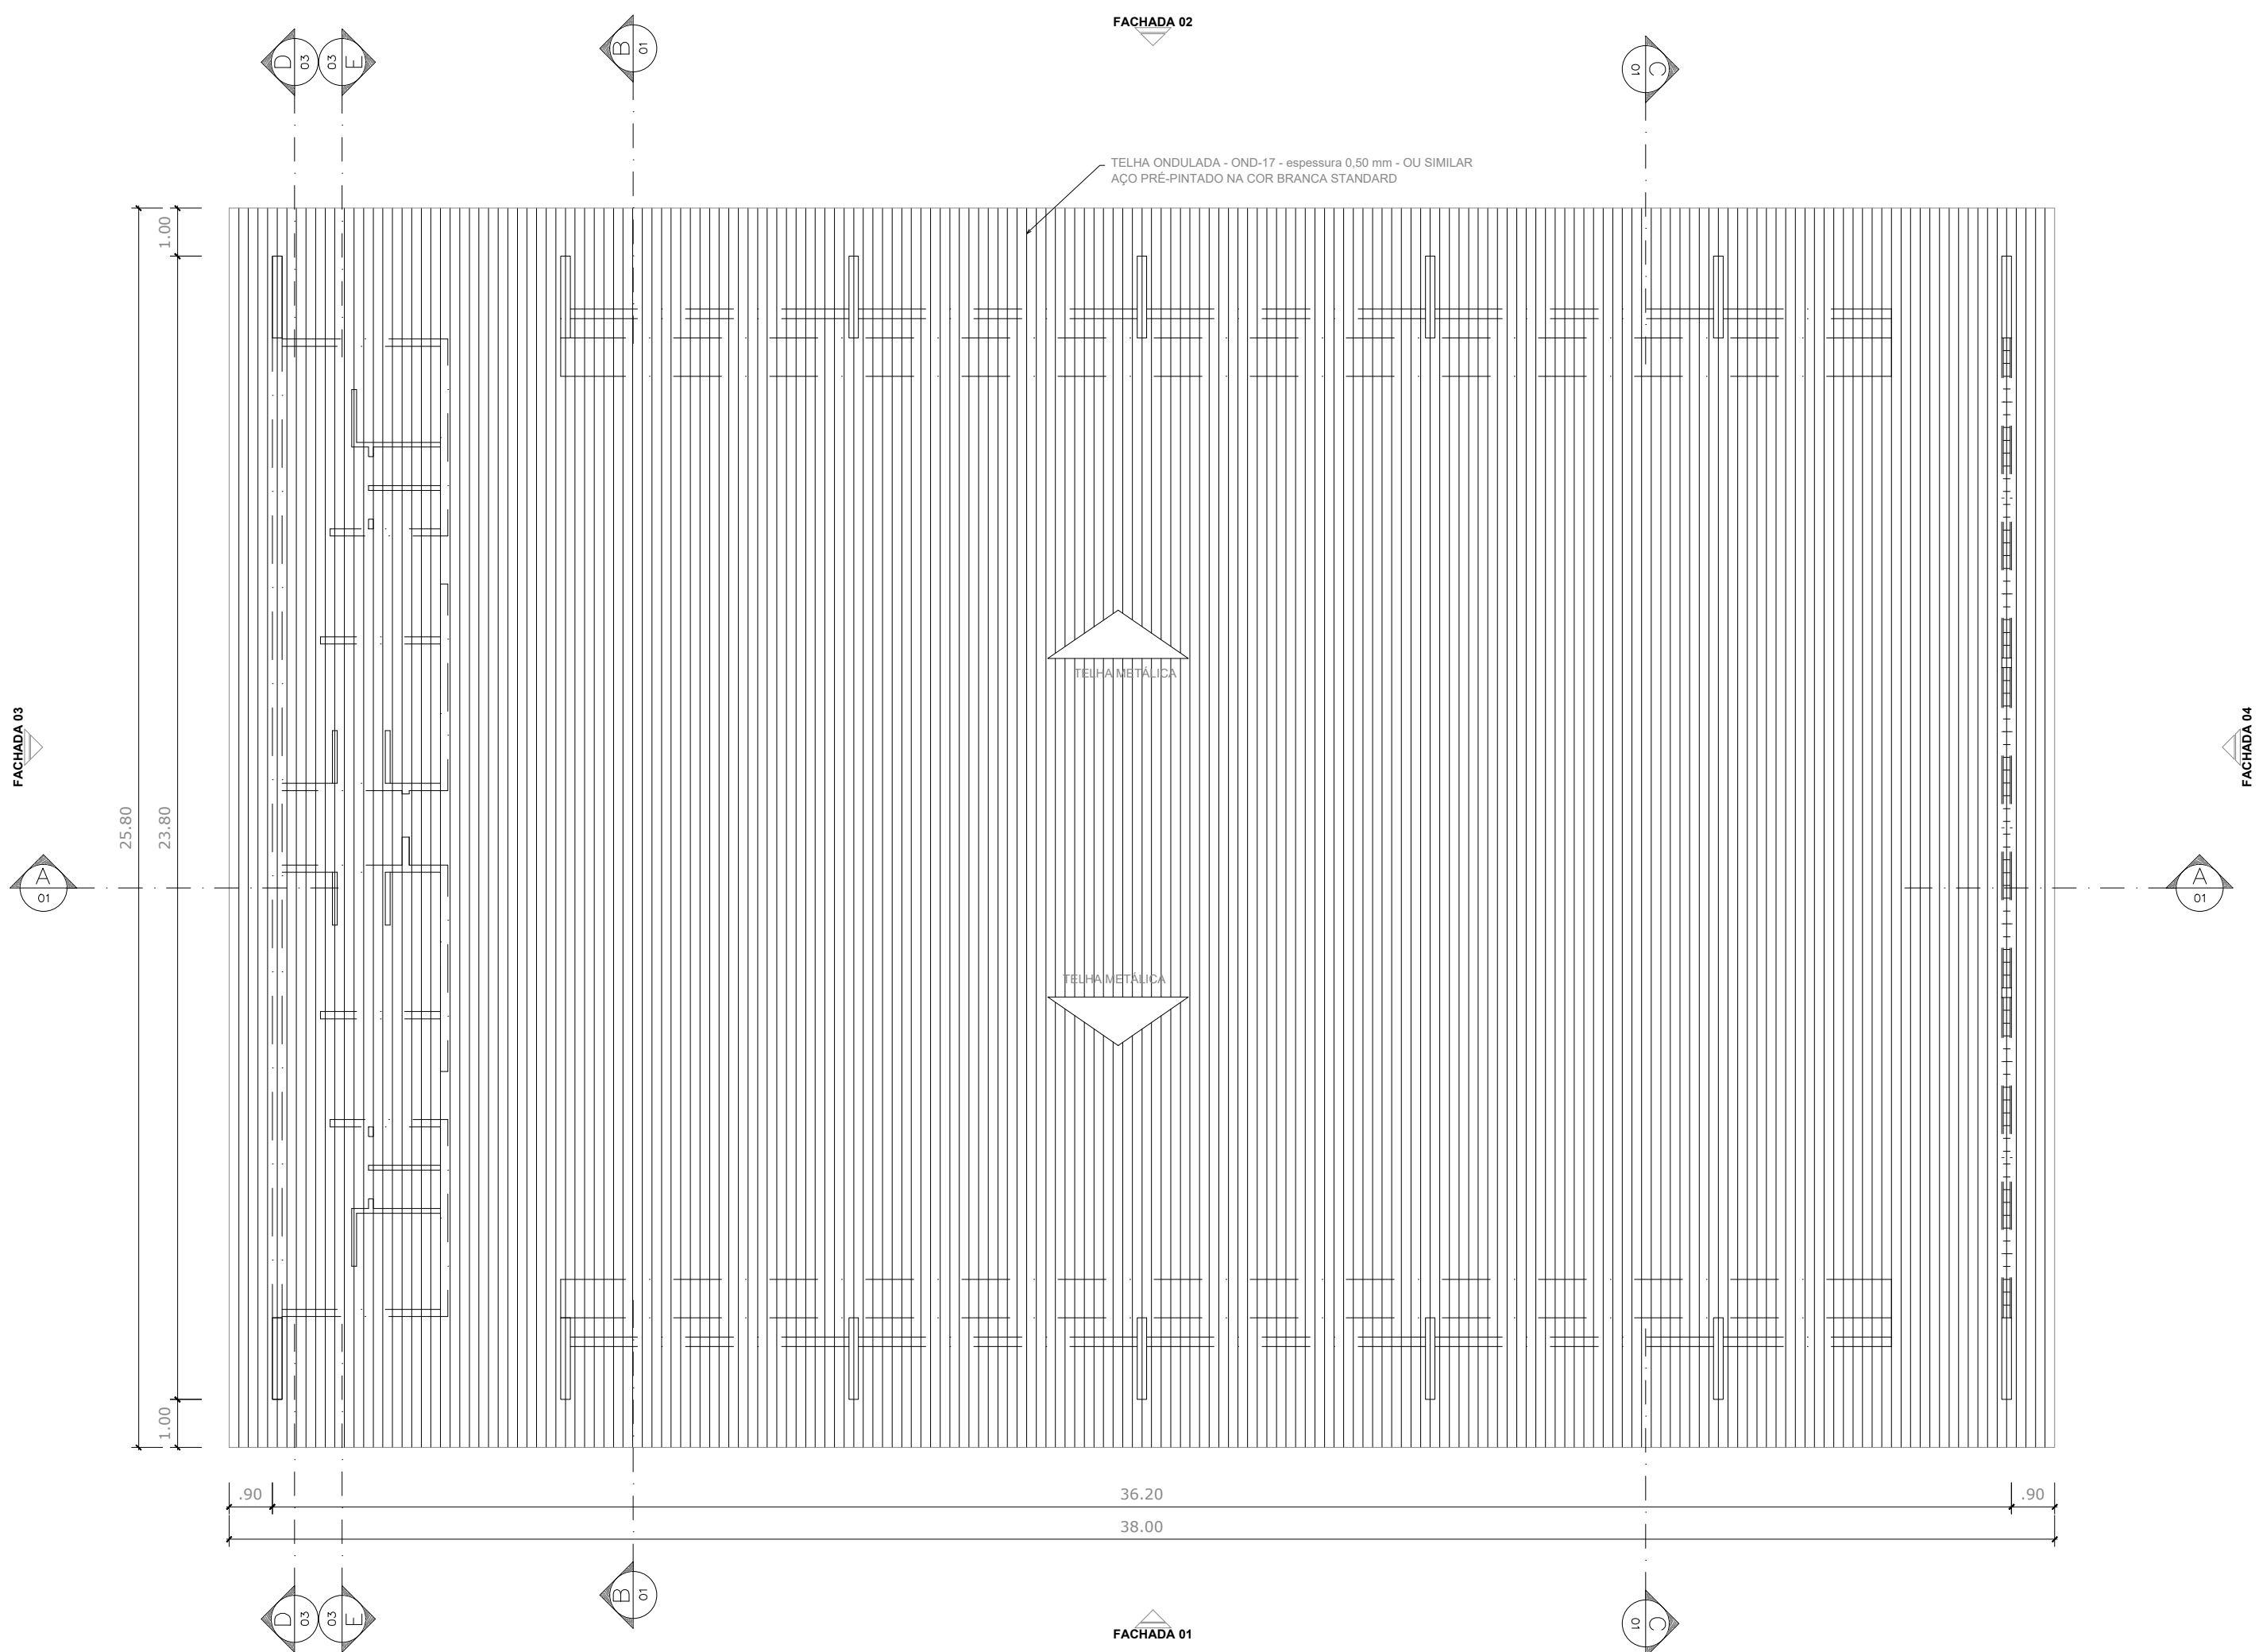 FACHADA 02
D
03
03
E
B
01
01
C
TELHA ONDULADA - OND-17 - espessura 0,50 mm - OU SIMILAR
AÇO PRÉ-PINTADO NA COR BRANCA STANDARD
1.00
TELHA METÁLICA
FACHADA 03
FACHADA 04
25.80
23.80
A
01
A
01
TELHA METÁLICA
1.00
.90
36.20
.90
38.00
D
03
03
E
B
01
01
C
FACHADA 01